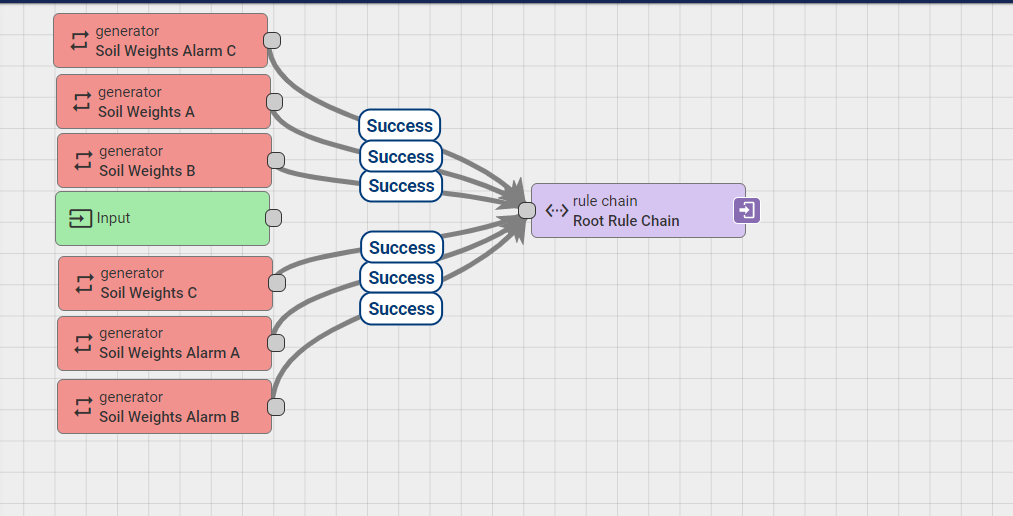 generator
Soil Weights Alarm C
generator
Soil Weights A
Success
Success
generator
Soil Weights B
Success
rule chain
Root Rule Chain
Input
Success
generator
Soil Weights C
Success
Success
generator
Soil Weights Alarm A
generator
Soil Weights Alarm B